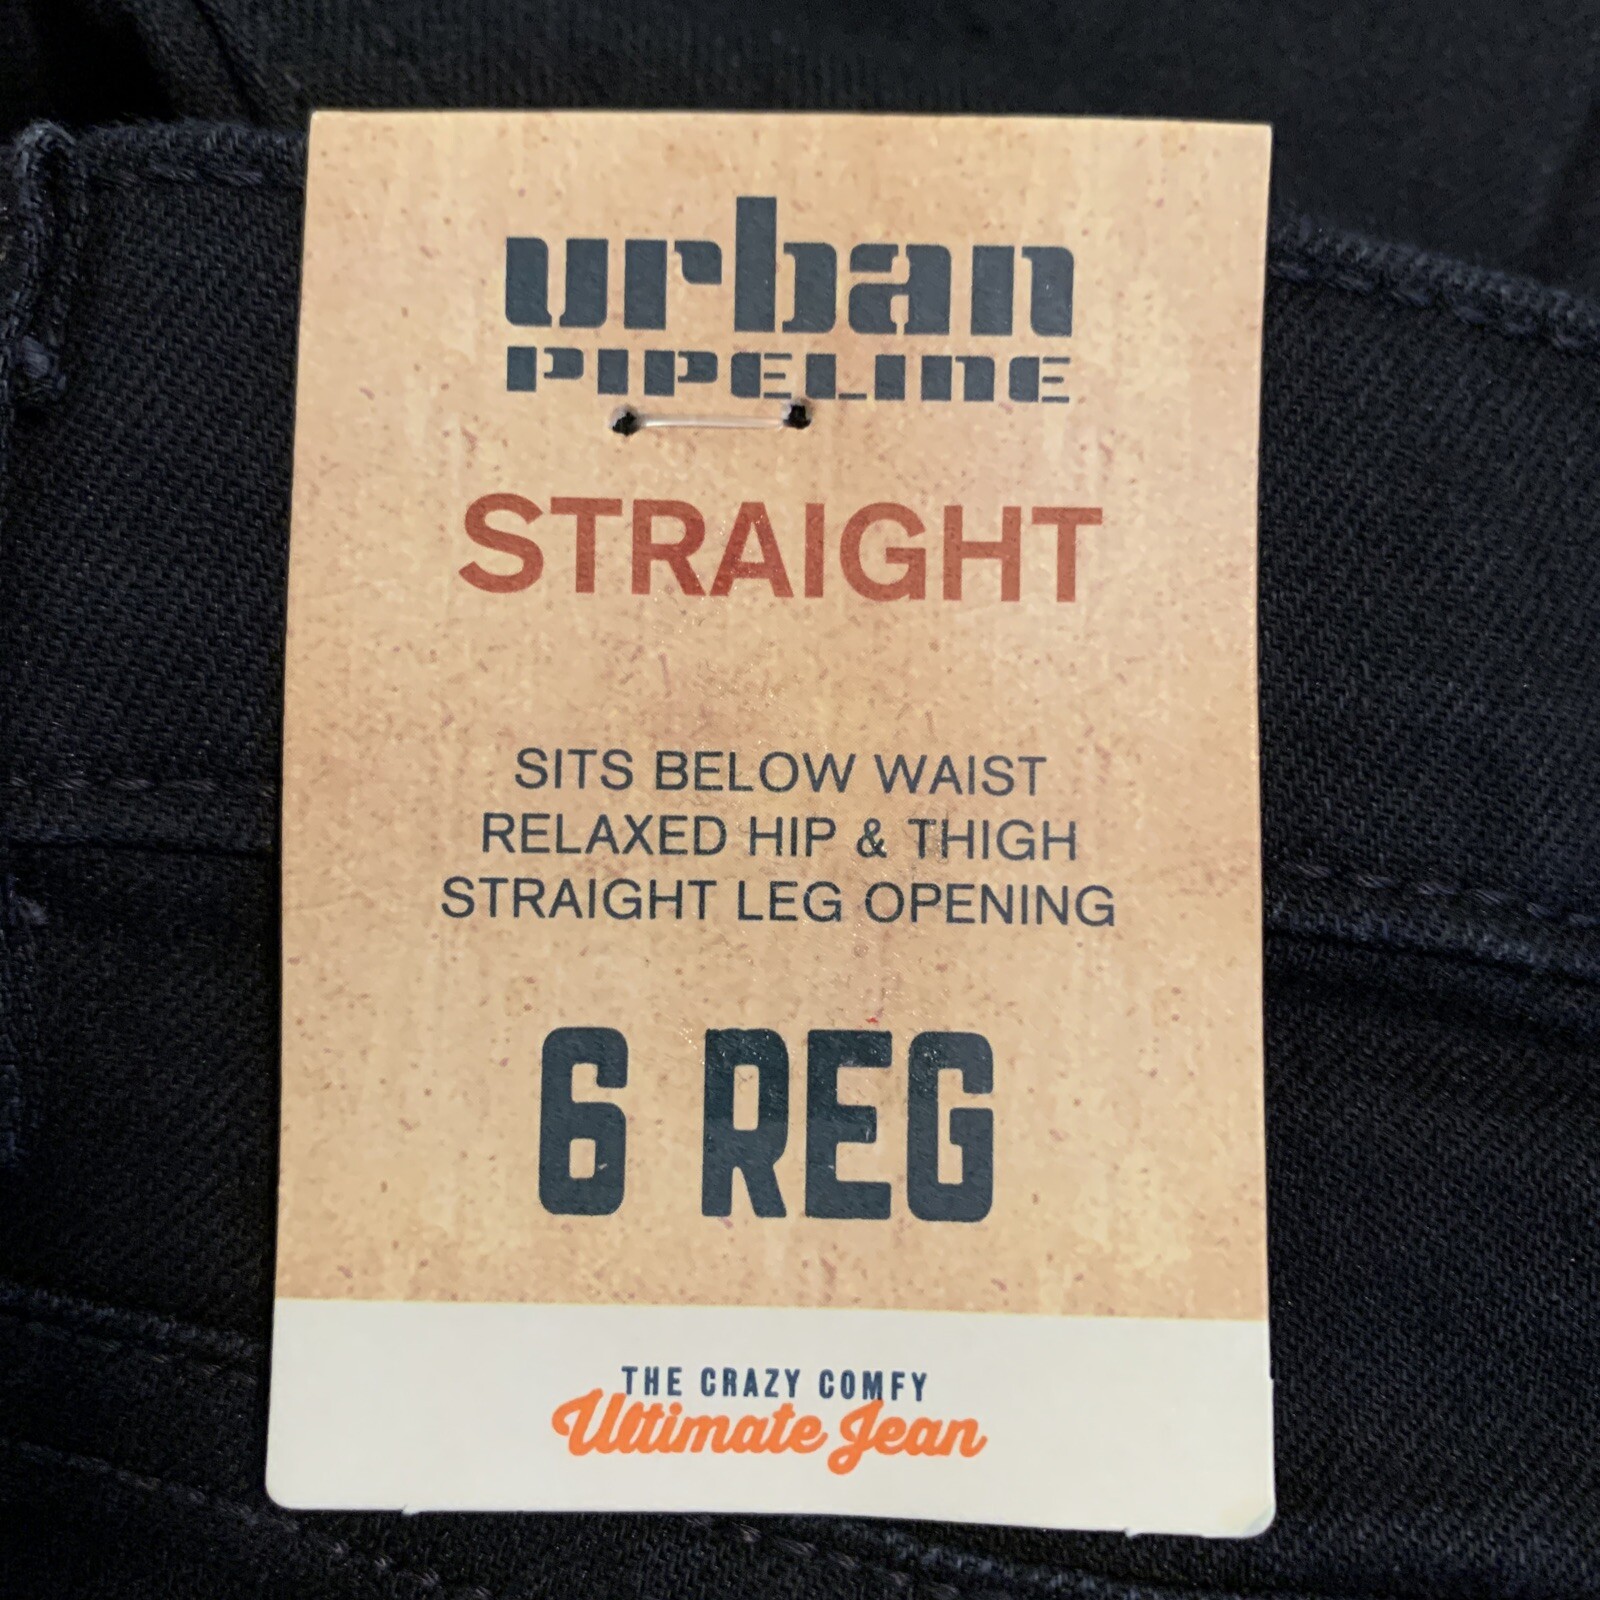 urban
PIPELINE
STRAIGHT
SITS BELOW WAIST
RELAXED HIP & THIGH
STRAIGHT LEG OPENING
6 REG
THE CRAZY COMFY
Ultimate Jean